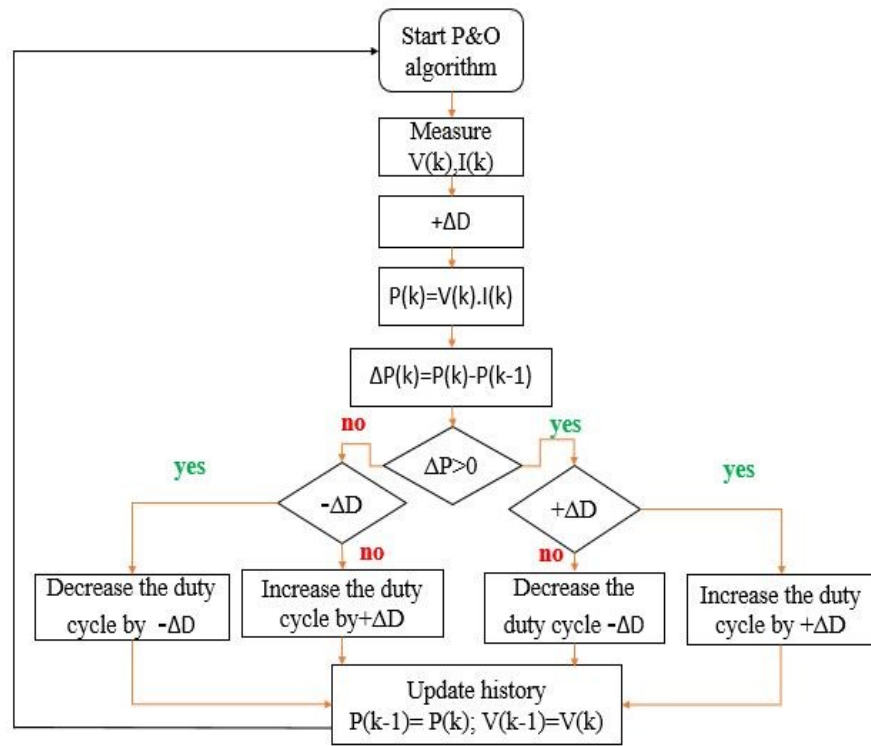 Start P&O
algorithm
Measure
V(k),I(k)
+ΔD
P(k)=V(k).I(k)
ΔP(k)=P(k)-P(k-1)
no
yes
ΔP>0
yes
yes
-ΔD
+ΔD
no
no
Decrease the duty
cycle by -ΔD
Increase the duty
cycle by+ΔD
Decrease the
duty cycle -ΔD
Increase the duty
cycle by +ΔD
Update history
P(k-1)= P(k); V(k-1)=V(k)